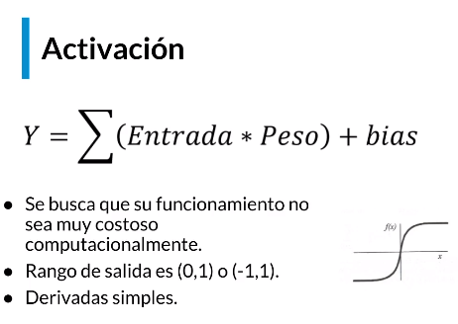 Activación
Y = ∑(Entrada ∗ Peso) + bias
• Se busca que su funcionamiento no
sea muy costoso
computacionalmente.
• Rango de salida es (0,1) o (-1,1).
• Derivadas simples.
f(x)
x